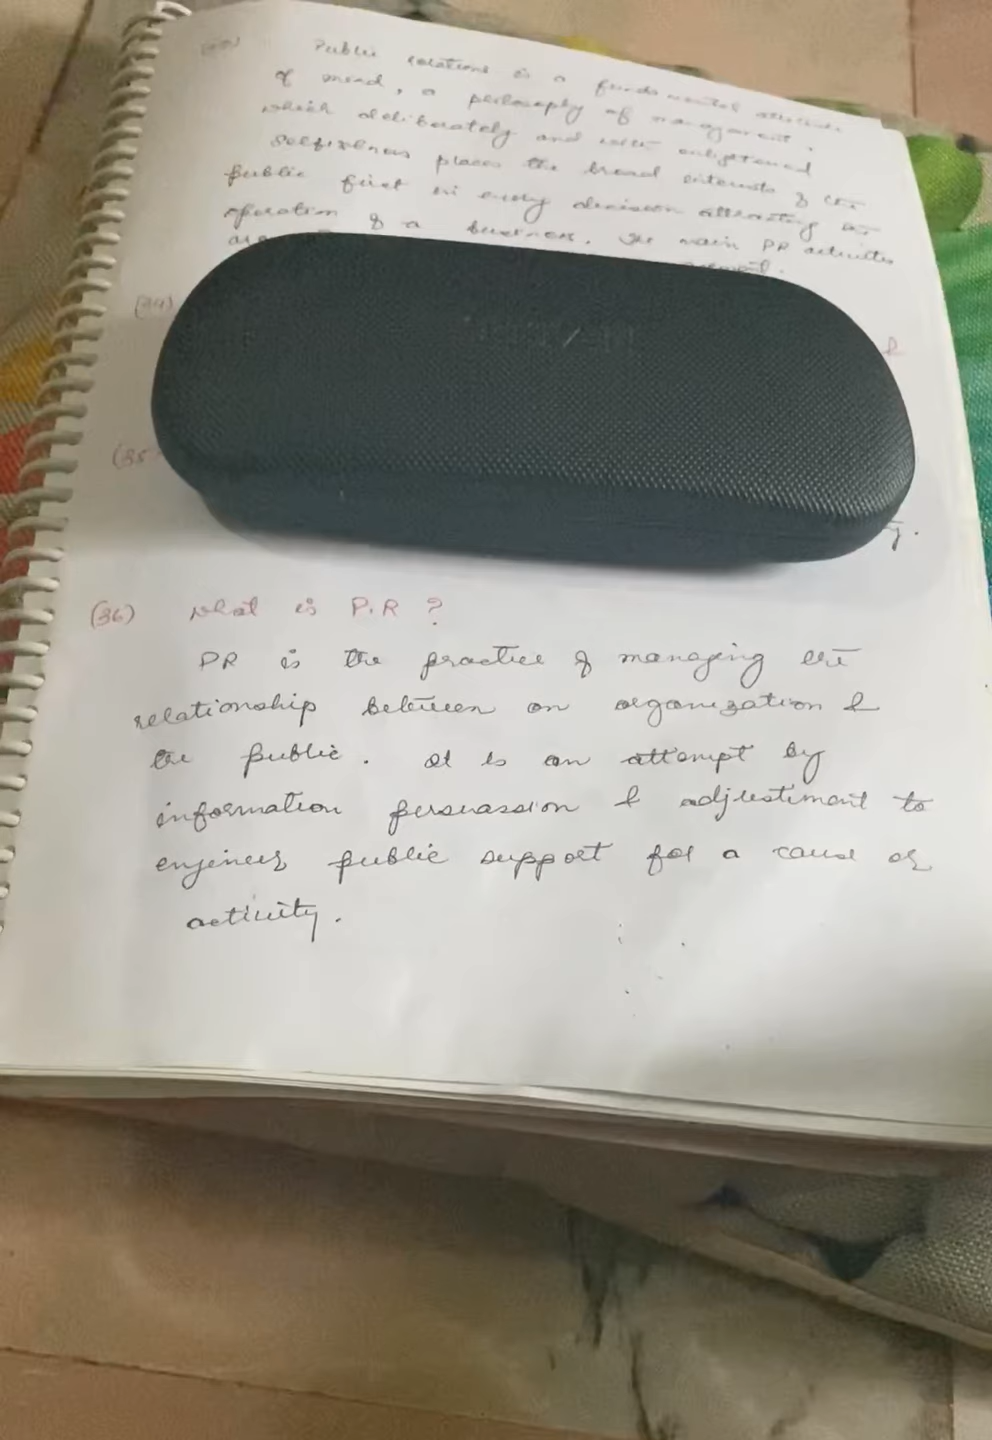 Public relations is a fundamental attitude
of mind, a philosophy of management,
which deliberately and with enlightened
selfishness places the broad interests of the
public first in every decision affecting the
operation of a business. The main PR activities
(34)
&
(35
y.
(36) What is P.R ?
PR is the practice of managing the
relationship between an organization &
the public. It is an attempt by
information persuassion & adjustiment to
engineer public support for a cause or
activity.